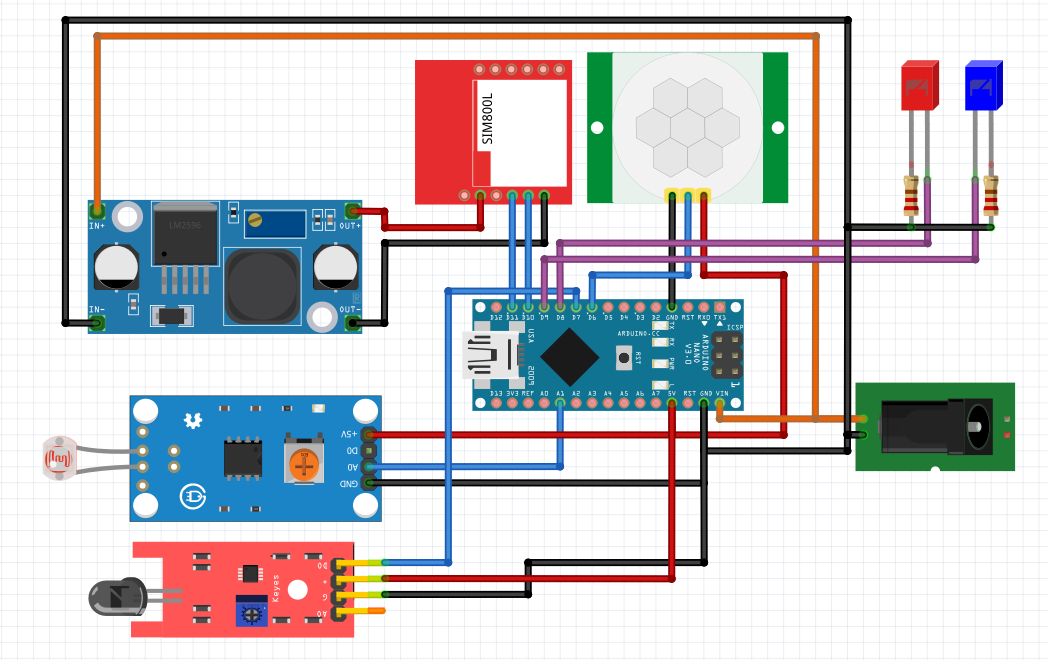 SIM800L
IN+
LM2596
OUT+
IN-
OUT-
D12 D11 D10 D9 D8 D7 D6 D5 D4 D3 D2 GND RST RX0 TX1
USA
2009
ARDUINO.CC
RST
TX
RX
PWR
L
ARDUINO
NANO
V3.0
ICSP
1
D13 3V3 REF A0 A1 A2 A3 A4 A5 A6 A7 5V RST GND VIN
+5V
D0
A0
GND
Keyes
D0
+
G
A0